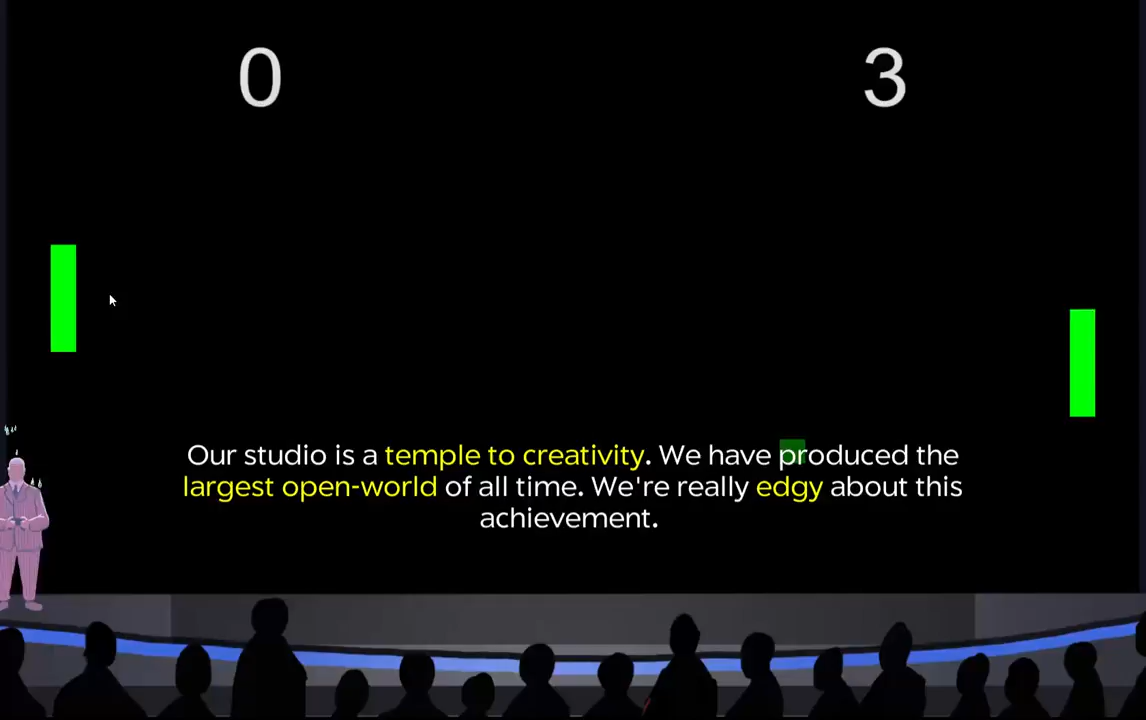 0 3
Our studio is a temple to creativity. We have produced the
largest open-world of all time. We're really edgy about this
achievement.